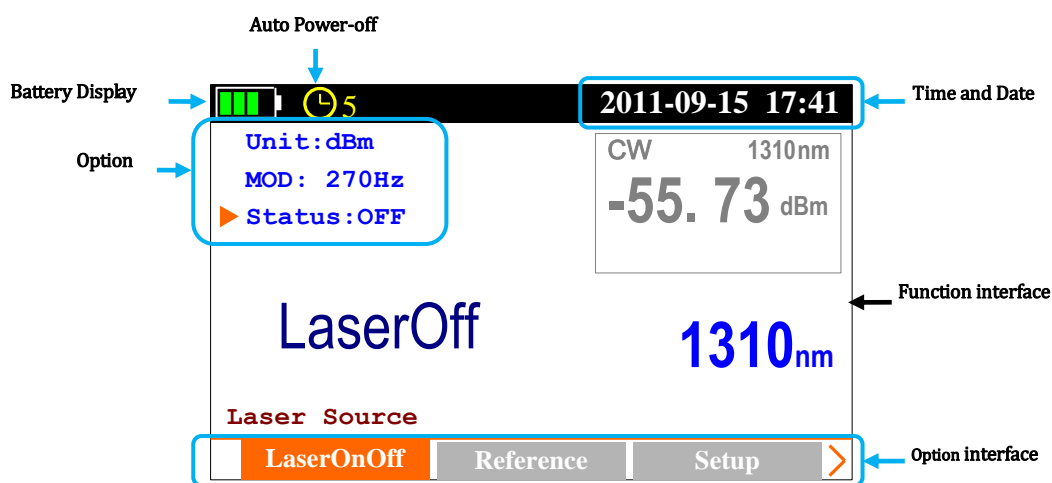 Auto Power-off
Battery Display
5
2011-09-15 17:41
Time and Date
Option
Unit:dBm
MOD: 270Hz
Status:OFF
CW 1310nm
-55. 73 dBm
Function interface
LaserOff
1310nm
Laser Source
LaserOnOff Reference Setup
Option interface